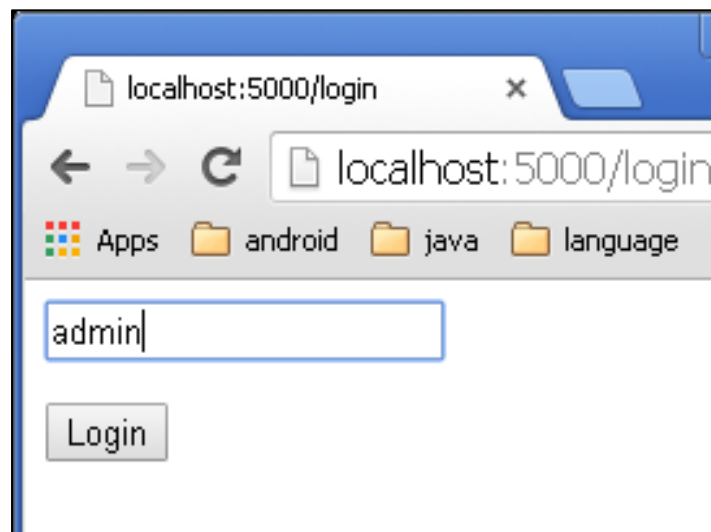 localhost:5000/login
localhost:5000/login
Apps android java language
admin
Login